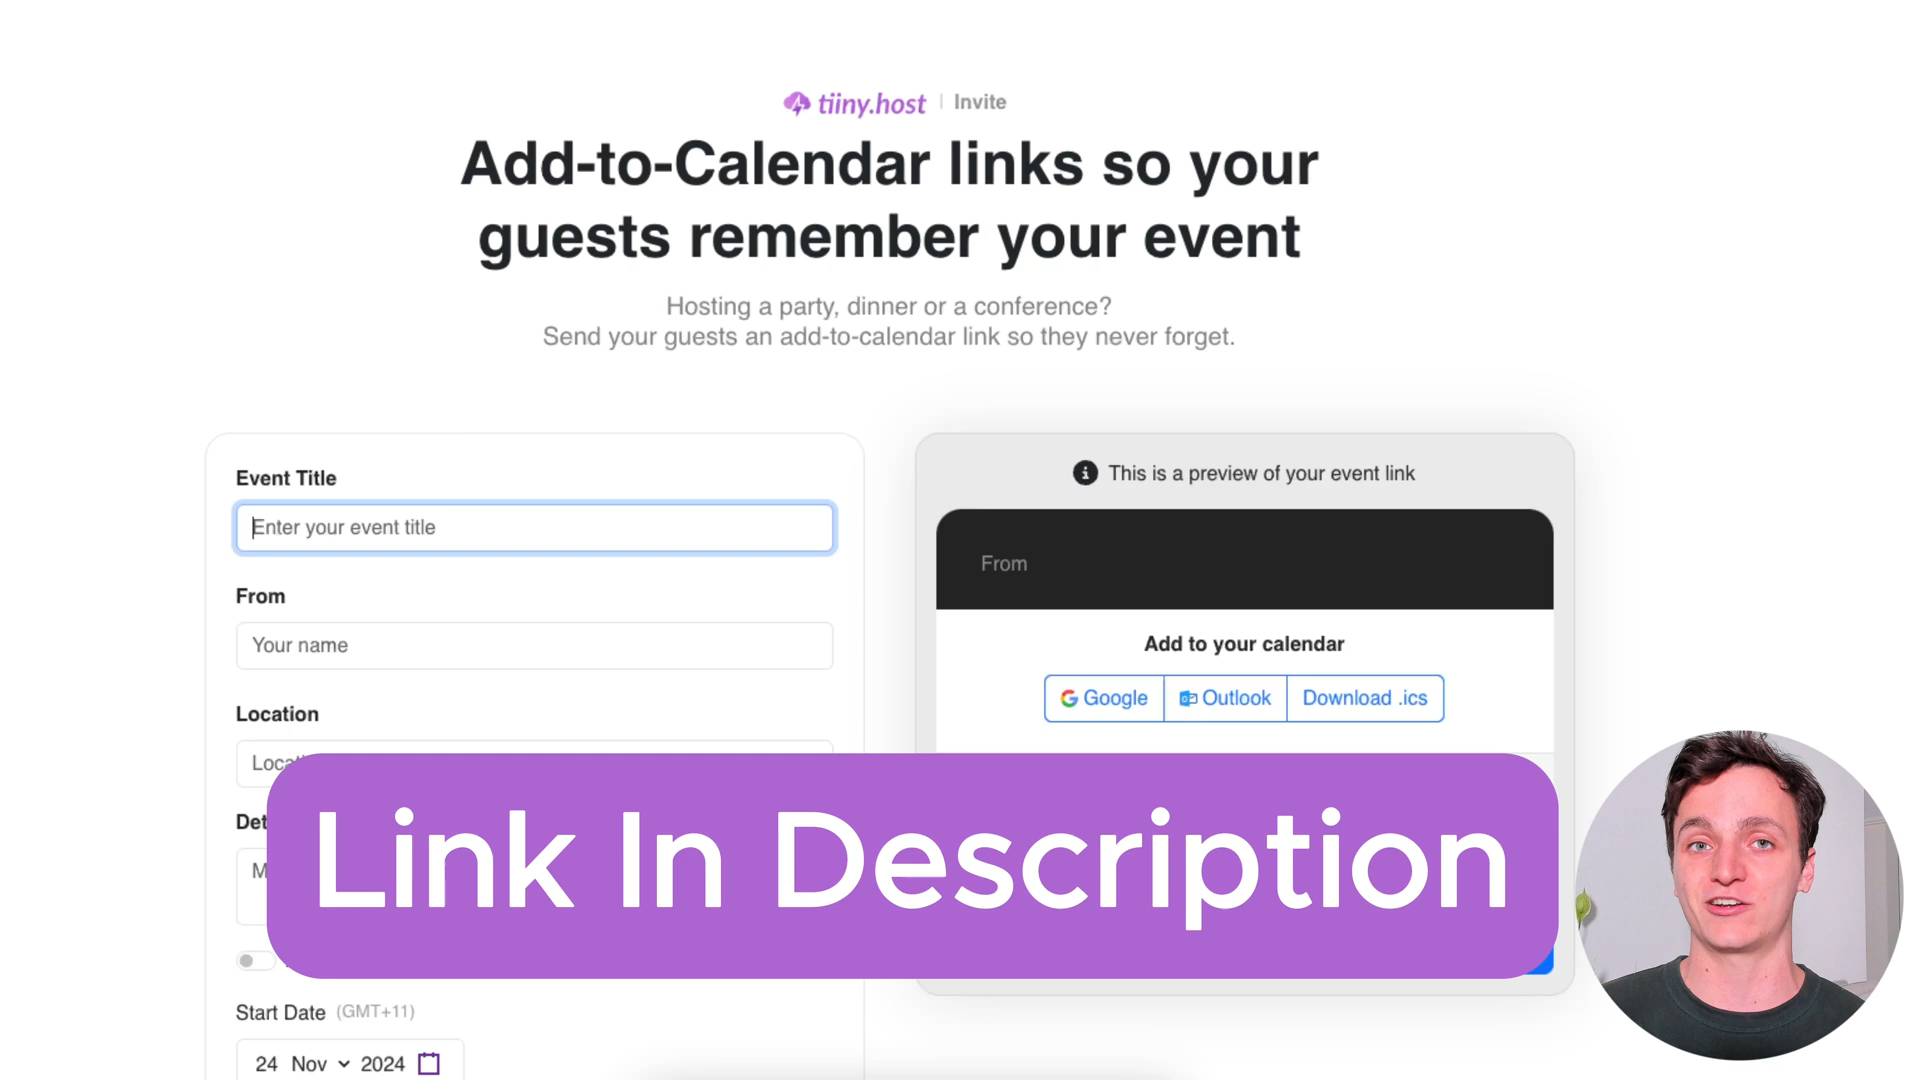 tiiny.host | Invite
Add-to-Calendar links so your
guests remember your event
Hosting a party, dinner or a conference?
Send your guests an add-to-calendar link so they never forget.
Event Title
Enter your event title
From
Your name
Location
Start Date (GMT+11)
24 Nov 2024
This is a preview of your event link
From
Add to your calendar
Google
Outlook
Download .ics
Link In Description